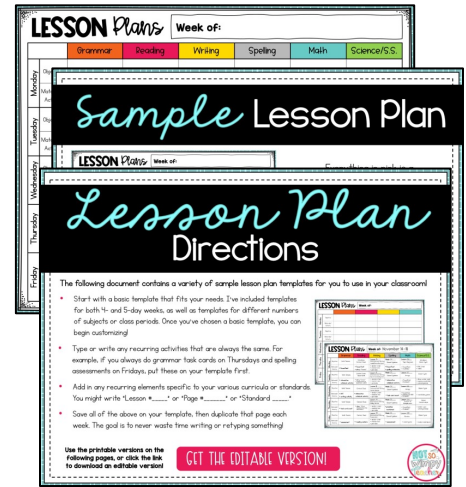 LESSON Plans Week of:
Grammar Reading Writing Spelling Math Science/S.S.
Monday
Tuesday
Wednesday
Thursday
Friday
Sample Lesson Plan
LESSON Plans Week of:
Lesson Plan
Directions
The following document contains a variety of sample lesson plan templates for you to use in your classroom!
• Start with a basic template that fits your needs. I've included templates
for both 4- and 5-day weeks, as well as templates for different numbers
of subjects or class periods. Once you've chosen a basic template, you can
begin customizing!
• Type or write any recurring activities that are always the same. For
example, if you always do grammar task cards on Thursdays and spelling
assessments on Fridays, put these on your template first.
• Add in any recurring elements specific to your various curricula or standards.
You might write "Lesson #_____" or "Page #_____" or "Standard _____."
• Save all of the above on your template, then duplicate that page each
week. The goal is to never waste time writing or retyping something!
LESSON Plans Week of:
LESSON Plans Week of:
Use the printable versions on the
following pages, or click the link
to download an editable version!
GET THE EDITABLE VERSION!
NOT SO
WIMPY
teacher